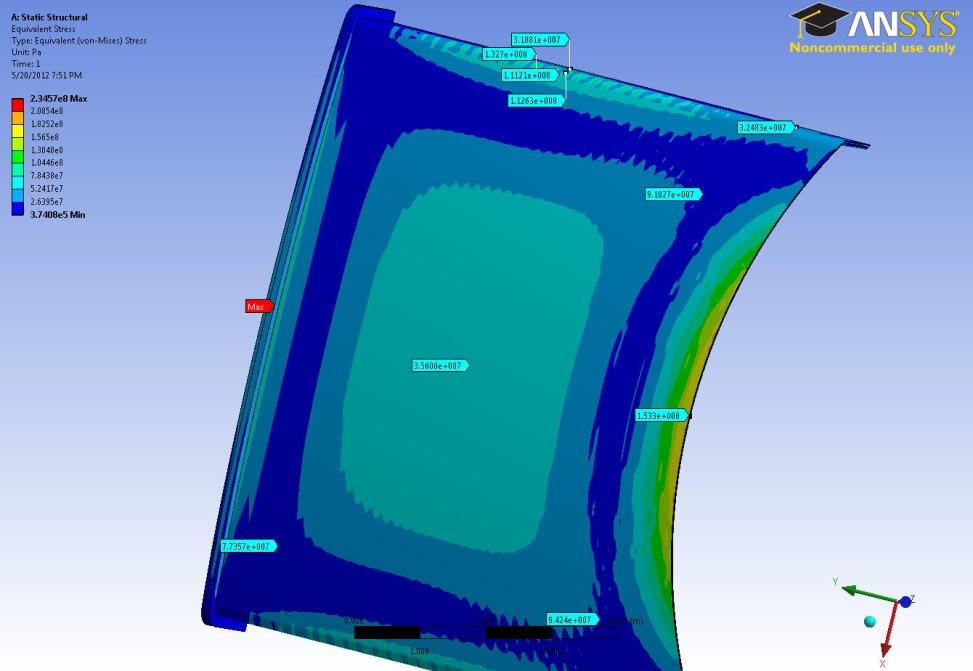 A: Static Structural
Equivalent Stress
Type: Equivalent (von-Mises) Stress
Unit: Pa
Time: 1
5/20/2012 7:51 PM
2.3457e8 Max
2.0854e8
1.8252e8
1.565e8
1.3048e8
1.0446e8
7.8438e7
5.2417e7
2.6395e7
3.7408e5 Min
ANSYS
Noncommercial use only
3.1881e+007
1.327e+008
1.1121e+008
1.1263e+008
3.2483e+007
9.1027e+007
Max
3.5608e+007
1.533e+008
7.7357e+007
9.424e+007
0.000
(m)
1.000
Y
Z
X